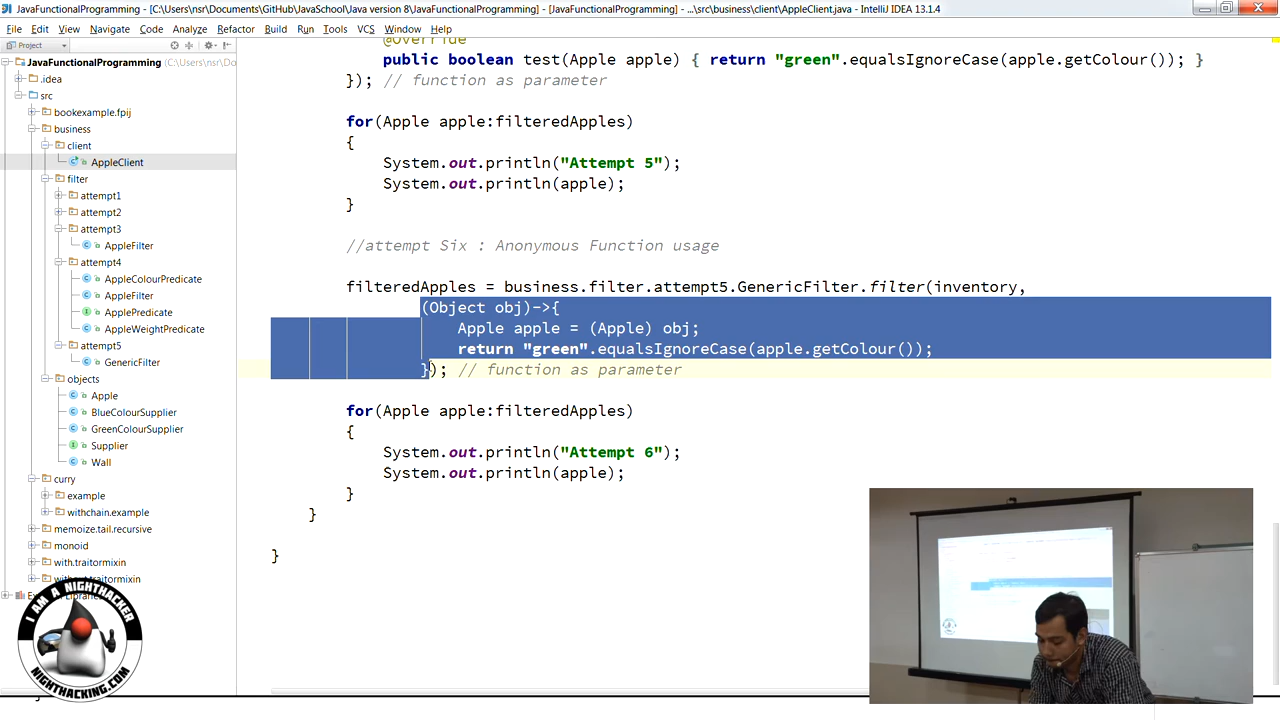 JavaFunctionalProgramming - [C:\Users\nsr\Documents\GitHub\JavaSchool\Java version 8\JavaFunctionalProgramming] - [JavaFunctionalProgramming] - ...\src\business\client\AppleClient.java - IntelliJ IDEA 13.1.4
File Edit View Navigate Code Analyze Refactor Build Run Tools VCS Window Help
Project
JavaFunctionalProgramming (C:\Users\nsr\Do
.idea
src
bookexample.fpij
business
client
AppleClient
filter
attempt1
attempt2
attempt3
AppleFilter
attempt4
AppleColourPredicate
AppleFilter
ApplePredicate
AppleWeightPredicate
attempt5
GenericFilter
objects
Apple
BlueColourSupplier
GreenColourSupplier
Supplier
Wall
curry
example
withchain.example
memoize.tail.recursive
monoid
with.traitormixin
@Override
public boolean test(Apple apple) { return "green".equalsIgnoreCase(apple.getColour()); }
}); // function as parameter
for(Apple apple:filteredApples)
{
System.out.println("Attempt 5");
System.out.println(apple);
}
//attempt Six : Anonymous Function usage
filteredApples = business.filter.attempt5.GenericFilter.filter(inventory,
(Object obj)->{
Apple apple = (Apple) obj;
return "green".equalsIgnoreCase(apple.getColour());
}); // function as parameter
for(Apple apple:filteredApples)
{
System.out.println("Attempt 6");
System.out.println(apple);
}
}
}
I AM A NIGHTHACKER
NIGHTHACKING.COM